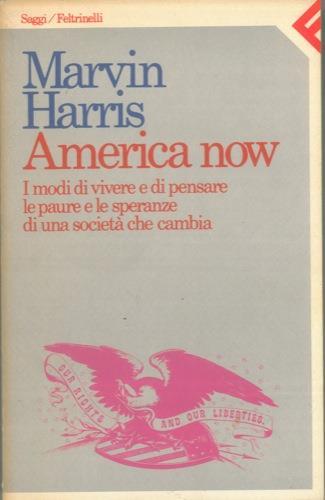 Saggi/Feltrinelli
Marvin
Harris
America now
I modi di vivere e di pensare
le paure e le speranze
di una società che cambia
OUR RIGHTS
AND OUR LIBERTIES.